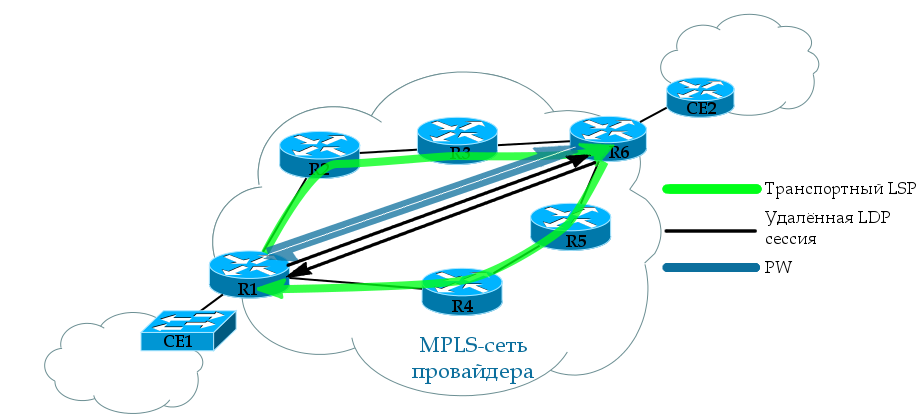 CE2
R3
R6
R2
Транспортный LSP
Удалённая LDP
сессия
R5
PW
R1
R4
CE1
MPLS-сеть
провайдера